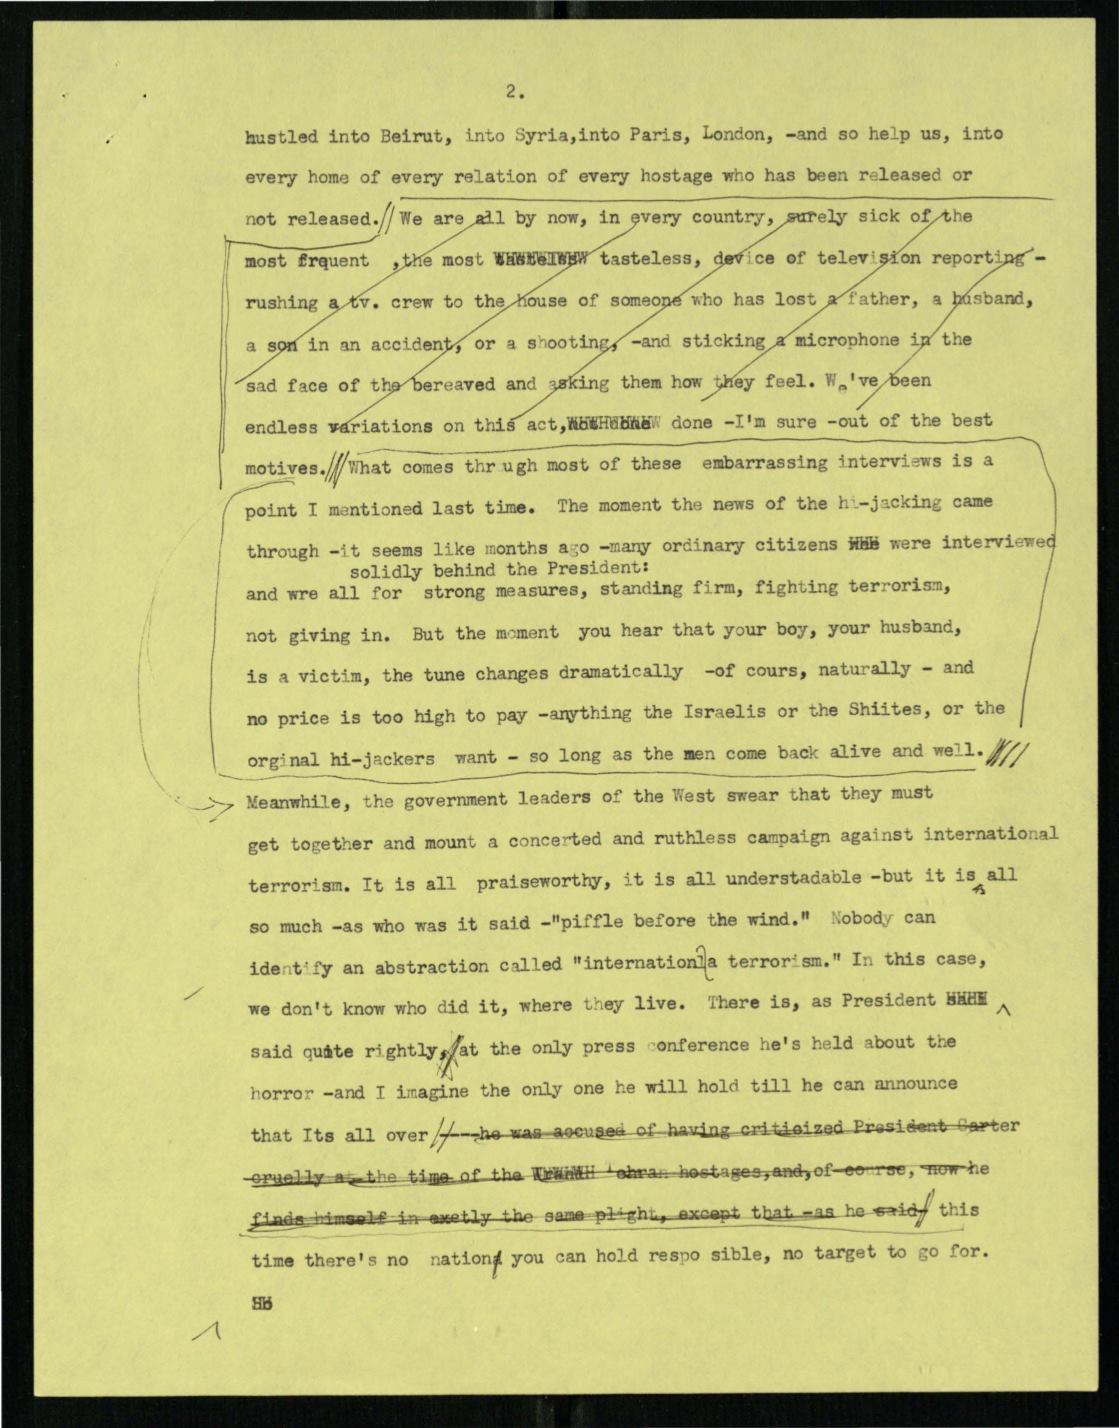 2.
hustled into Beirut, into Syria,into Paris, London, -and so help us, into
every home of every relation of every hostage who has been released or
not released.// We are all by now, in every country, surely sick of the
most frquent ,the most tasteless, device of television reporting -
rushing a tv. crew to the house of someone who has lost a father, a husband,
a son in an accident, or a shooting, -and sticking a microphone in the
sad face of the bereaved and asking them how they feel. We've been
endless variations on this act, done -I'm sure -out of the best
motives./// What comes thr ugh most of these embarrassing interviews is a
point I mentioned last time. The moment the news of the hi-jacking came
through -it seems like months ago -many ordinary citizens were interviewed
solidly behind the President:
and wre all for strong measures, standing firm, fighting terrorism,
not giving in. But the moment you hear that your boy, your husband,
is a victim, the tune changes dramatically -of cours, naturally - and
no price is too high to pay -anything the Israelis or the Shiites, or the
orginal hi-jackers want - so long as the men come back alive and well.////
Meanwhile, the government leaders of the West swear that they must
get together and mount a concerted and ruthless campaign against international
terrorism. It is all praiseworthy, it is all understadable -but it is all
so much -as who was it said -"piffle before the wind." Nobody can
identify an abstraction called "internationla terrorism." In this case,
we don't know who did it, where they live. There is, as President
said quite rightly, at the only press conference he's held about the
horror -and I imagine the only one he will hold till he can announce
that Its all over // ---he was accused of having criticized President Carter
cruelly at the time of the ehran hostages,and,of course, now he
finds himself in exetly the same plight, except that -as he said/ this
time there's no nation, you can hold respo sible, no target to go for.